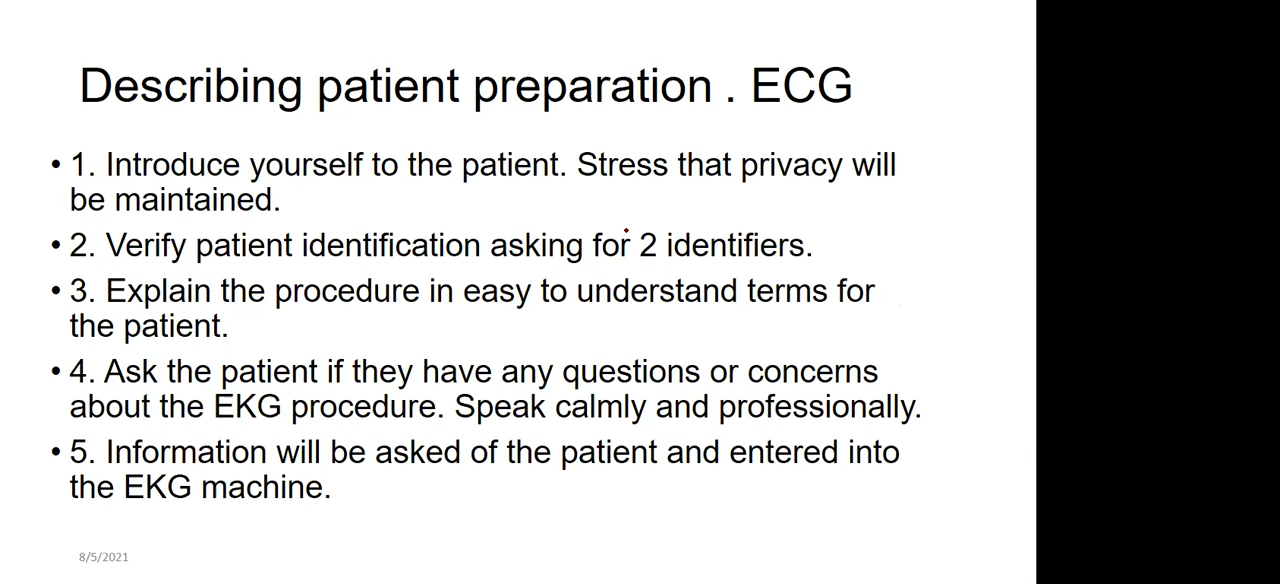 Describing patient preparation . ECG
• 1. Introduce yourself to the patient. Stress that privacy will
be maintained.
• 2. Verify patient identification asking for 2 identifiers.
• 3. Explain the procedure in easy to understand terms for
the patient.
• 4. Ask the patient if they have any questions or concerns
about the EKG procedure. Speak calmly and professionally.
• 5. Information will be asked of the patient and entered into
the EKG machine.
8/5/2021